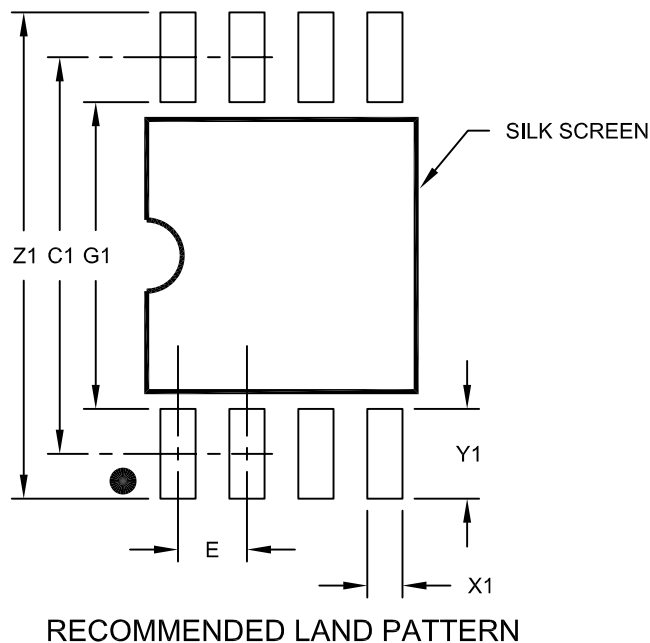 SILK SCREEN
Z1 C1 G1
Y1
E
X1
RECOMMENDED LAND PATTERN